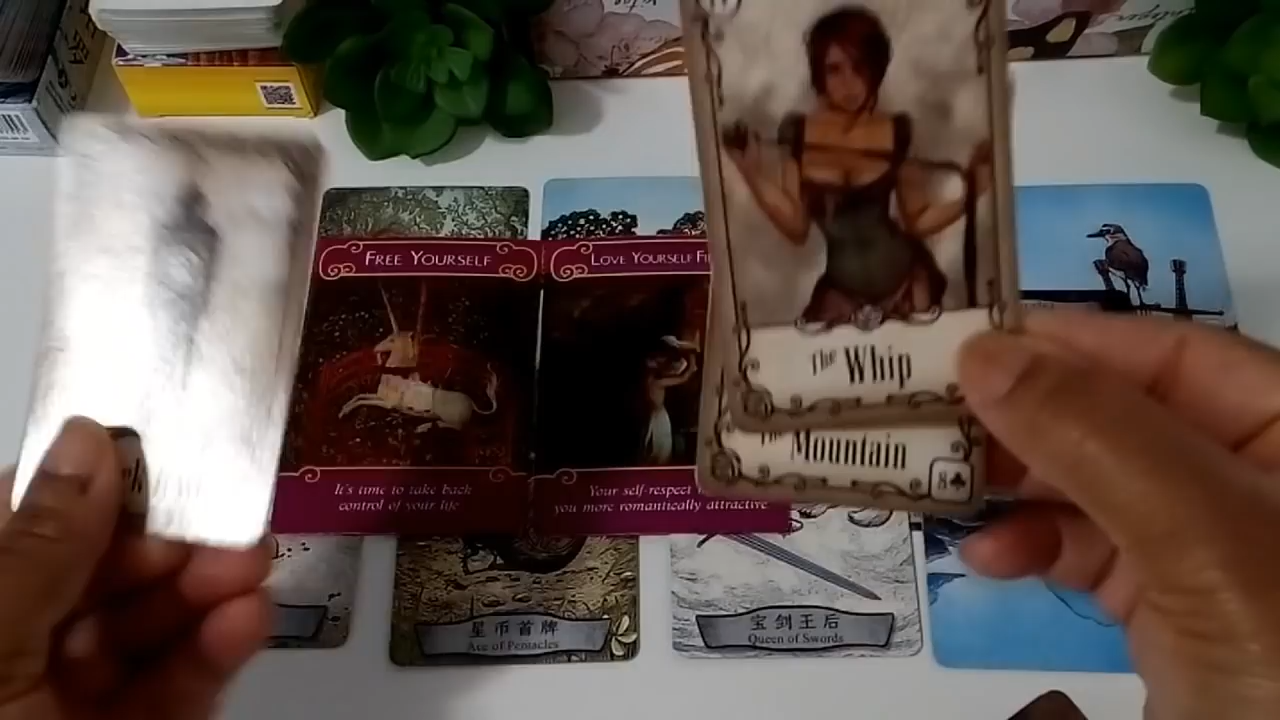 FREE YOURSELF
LOVE YOURSELF
The Whip
The Mountain
8
It's time to take back
control of your life
Your self-respect
you more romantically attractive.
星币首牌
Ace of Pentacles
宝剑王后
Queen of Swords